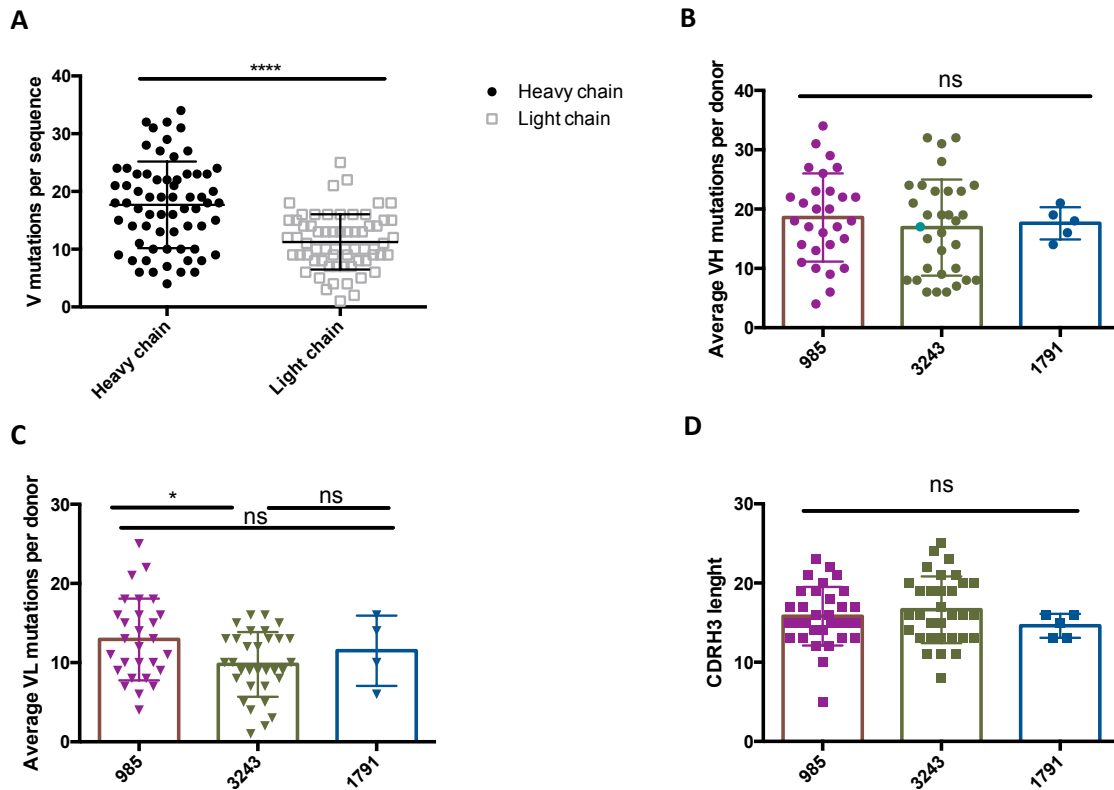 A
V mutations per sequence
40
30
20
10
0
****
Heavy chain
Light chain
Heavy chain
Light chain
B
Average VH mutations per donor
40
30
20
10
0
ns
985
3243
1791
C
Average VL mutations per donor
30
20
10
0
*
ns
ns
985
3243
1791
D
CDRH3 lenght
30
20
10
0
ns
985
3243
1791